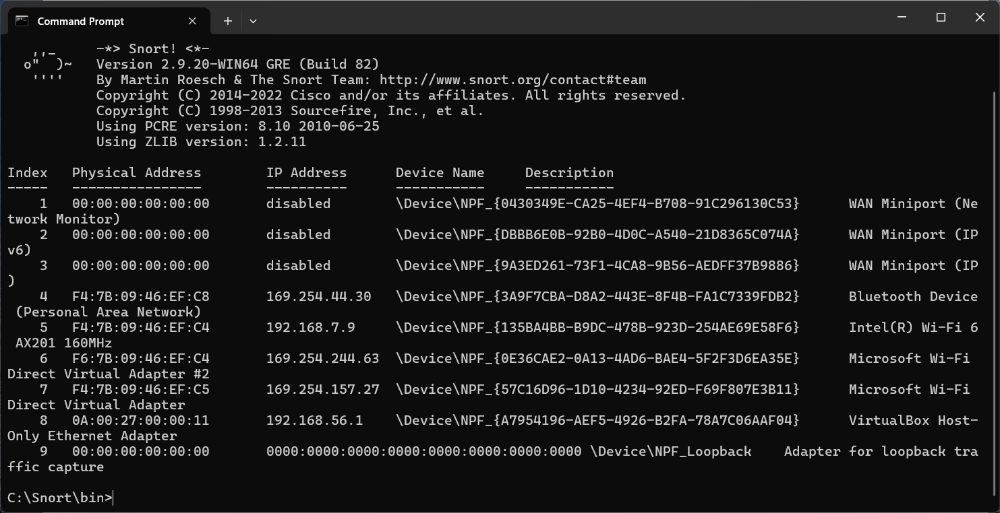 Command Prompt
,,_     -*> Snort! <*-
o"  )~   Version 2.9.20-WIN64 GRE (Build 82)
''''    By Martin Roesch & The Snort Team: http://www.snort.org/contact#team
Copyright (C) 2014-2022 Cisco and/or its affiliates. All rights reserved.
Copyright (C) 1998-2013 Sourcefire, Inc., et al.
Using PCRE version: 8.10 2010-06-25
Using ZLIB version: 1.2.11
Index   Physical Address        IP Address      Device Name     Description
-----   ----------------        ----------      -----------     -----------
1   00:00:00:00:00:00       disabled        \Device\NPF_{0430349E-CA25-4EF4-B708-91C296130C53}      WAN Miniport (Ne
twork Monitor)
2   00:00:00:00:00:00       disabled        \Device\NPF_{DBBB6E0B-92B0-4D0C-A540-21D8365C074A}      WAN Miniport (IP
v6)
3   00:00:00:00:00:00       disabled        \Device\NPF_{9A3ED261-73F1-4CA8-9B56-AEDFF37B9886}      WAN Miniport (IP
)
4   F4:7B:09:46:EF:C8       169.254.44.30   \Device\NPF_{3A9F7CBA-D8A2-443E-8F4B-FA1C7339FDB2}      Bluetooth Device
(Personal Area Network)
5   F4:7B:09:46:EF:C4       192.168.7.9     \Device\NPF_{135BA4BB-B9DC-478B-923D-254AE69E58F6}      Intel(R) Wi-Fi 6
AX201 160MHz
6   F6:7B:09:46:EF:C4       169.254.244.63  \Device\NPF_{0E36CAE2-0A13-4AD6-BAE4-5F2F3D6EA35E}      Microsoft Wi-Fi
Direct Virtual Adapter #2
7   F4:7B:09:46:EF:C5       169.254.157.27  \Device\NPF_{57C16D96-1D10-4234-92ED-F69F807E3B11}      Microsoft Wi-Fi
Direct Virtual Adapter
8   0A:00:27:00:00:11       192.168.56.1    \Device\NPF_{A7954196-AEF5-4926-B2FA-78A7C06AAF04}      VirtualBox Host-
Only Ethernet Adapter
9   00:00:00:00:00:00       0000:0000:0000:0000:0000:0000:0000:0000 \Device\NPF_Loopback    Adapter for loopback tra
ffic capture
C:\Snort\bin>